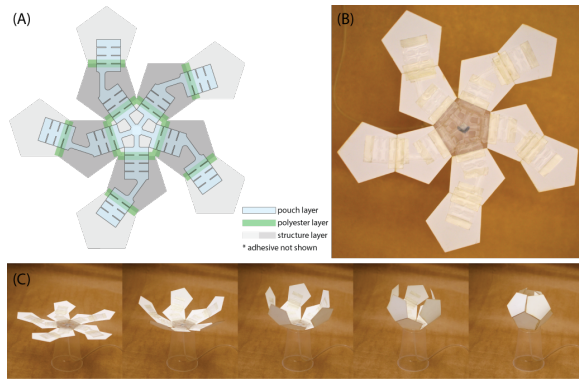 (A)
(B)
pouch layer
polyester layer
structure layer
* adhesive not shown
(C)